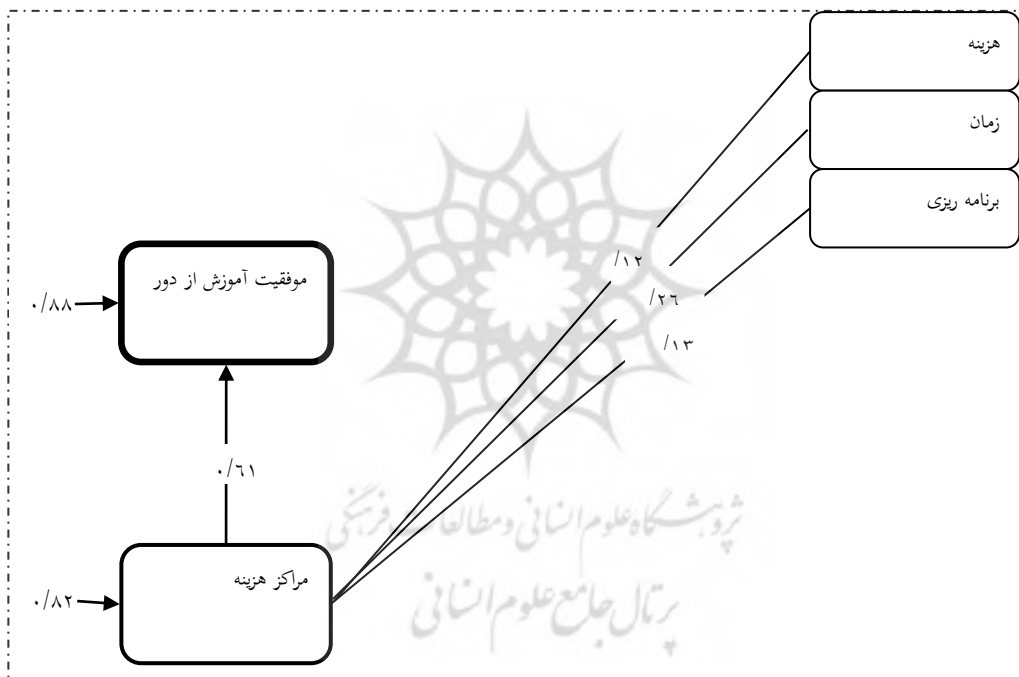 هزینه
زمان
برنامه ریزی
/۱۲
موفقیت آموزش از دور
/۲۶
۰/۸۸
/۱۳
۰/۶۱
پژوهشگاه علوم انسانی و مطالعات فرهنگی
مراکز هزینه
۰/۸۲
پرتال جامع علوم انسانی